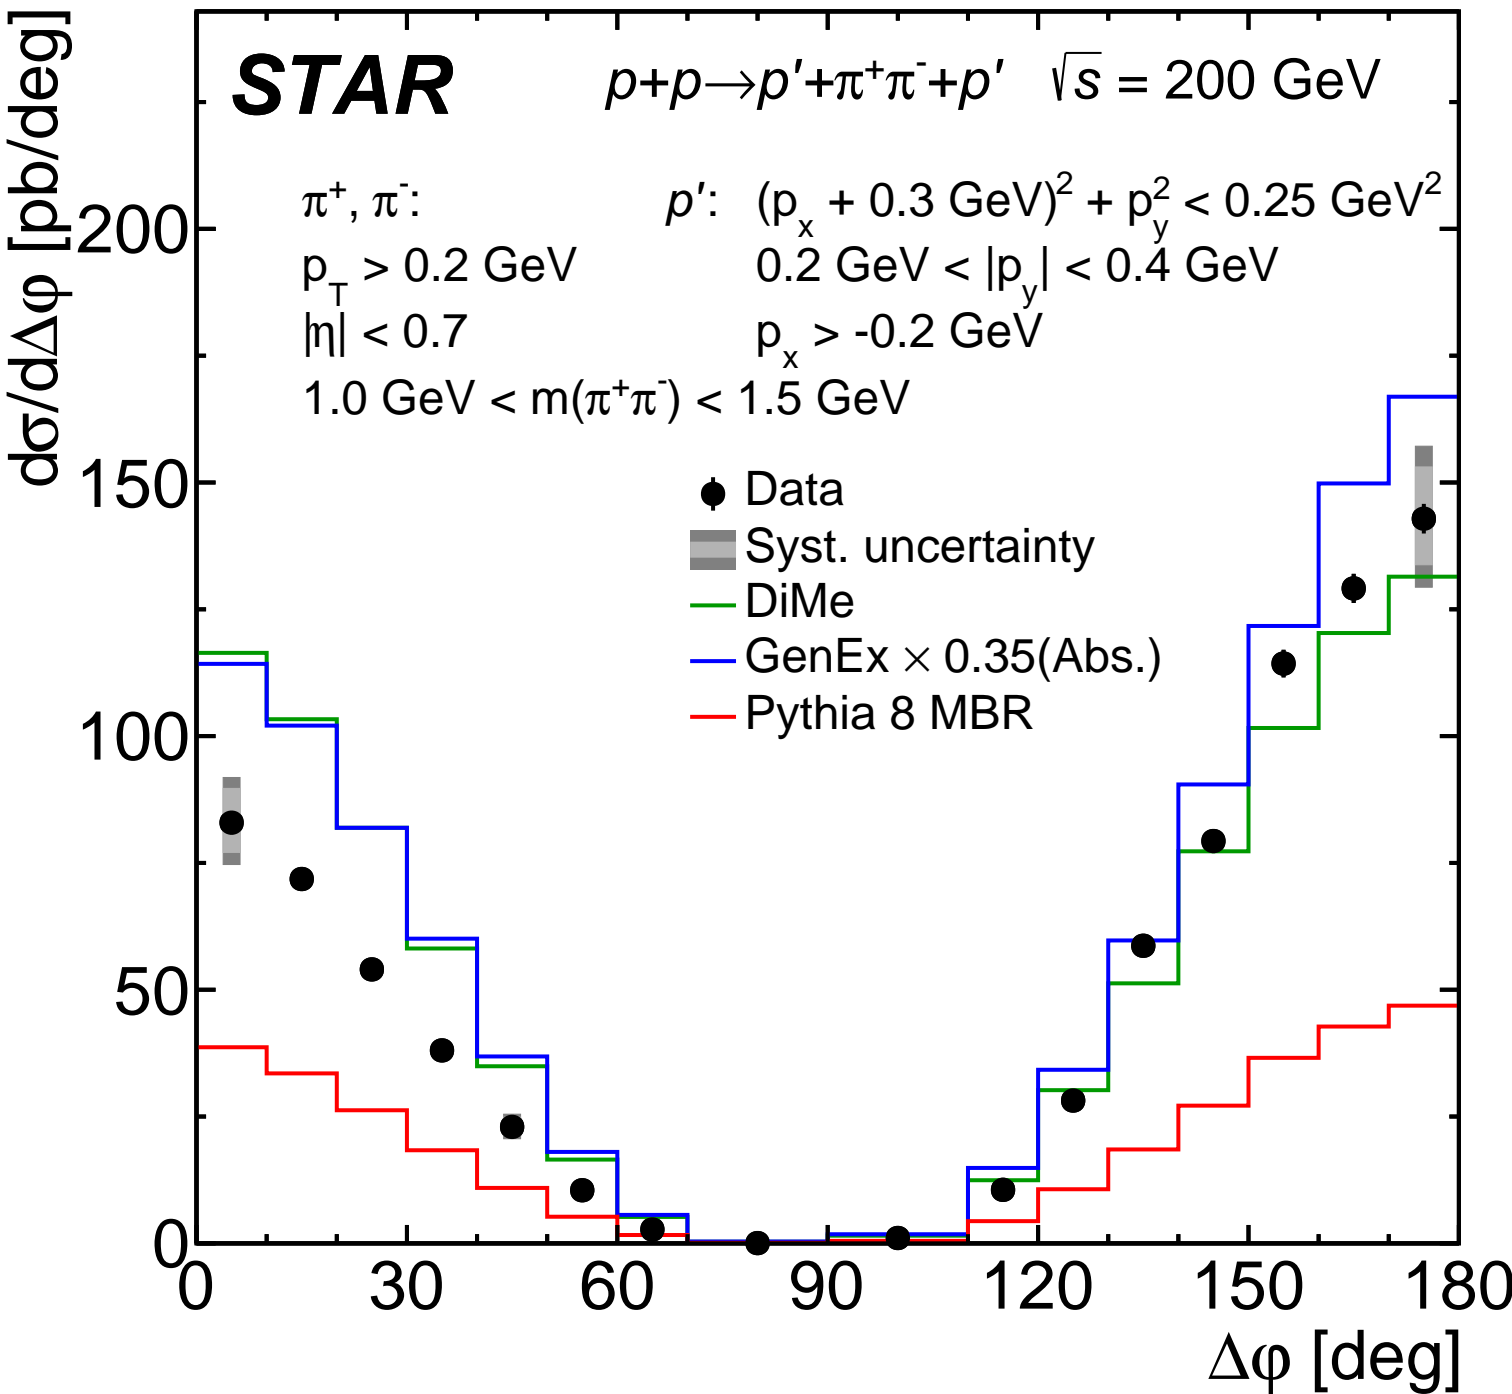 STAR p+p→p′+π⁺π⁻+p′ √s = 200 GeV
π⁺, π⁻: p′: (pₓ + 0.3 GeV)² + p_y² < 0.25 GeV²
p_T > 0.2 GeV 0.2 GeV < |p_y| < 0.4 GeV
|η| < 0.7 pₓ > -0.2 GeV
1.0 GeV < m(π⁺π⁻) < 1.5 GeV
Data
Syst. uncertainty
DiMe
GenEx × 0.35(Abs.)
Pythia 8 MBR
dσ/dΔφ [pb/deg]
200
150
100
50
0
0 30 60 90 120 150 180
Δφ [deg]